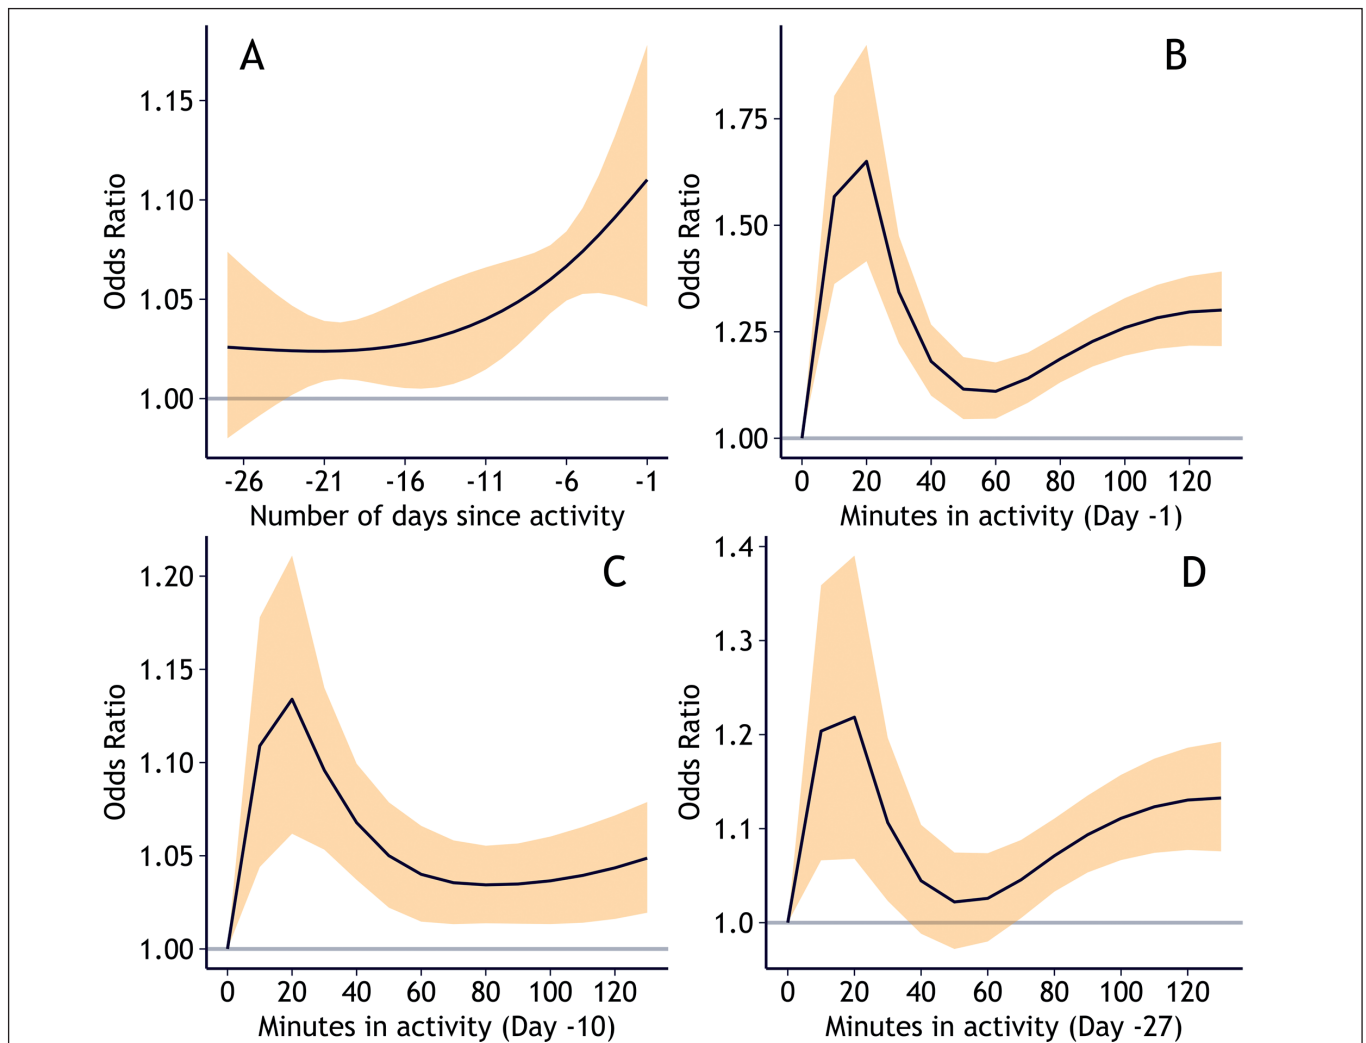 A
Odds Ratio
1.15
1.10
1.05
1.00
-26 -21 -16 -11 -6 -1
Number of days since activity
B
Odds Ratio
1.75
1.50
1.25
1.00
0 20 40 60 80 100 120
Minutes in activity (Day -1)
C
Odds Ratio
1.20
1.15
1.10
1.05
1.00
0 20 40 60 80 100 120
Minutes in activity (Day -10)
D
Odds Ratio
1.4
1.3
1.2
1.1
1.0
0 20 40 60 80 100 120
Minutes in activity (Day -27)